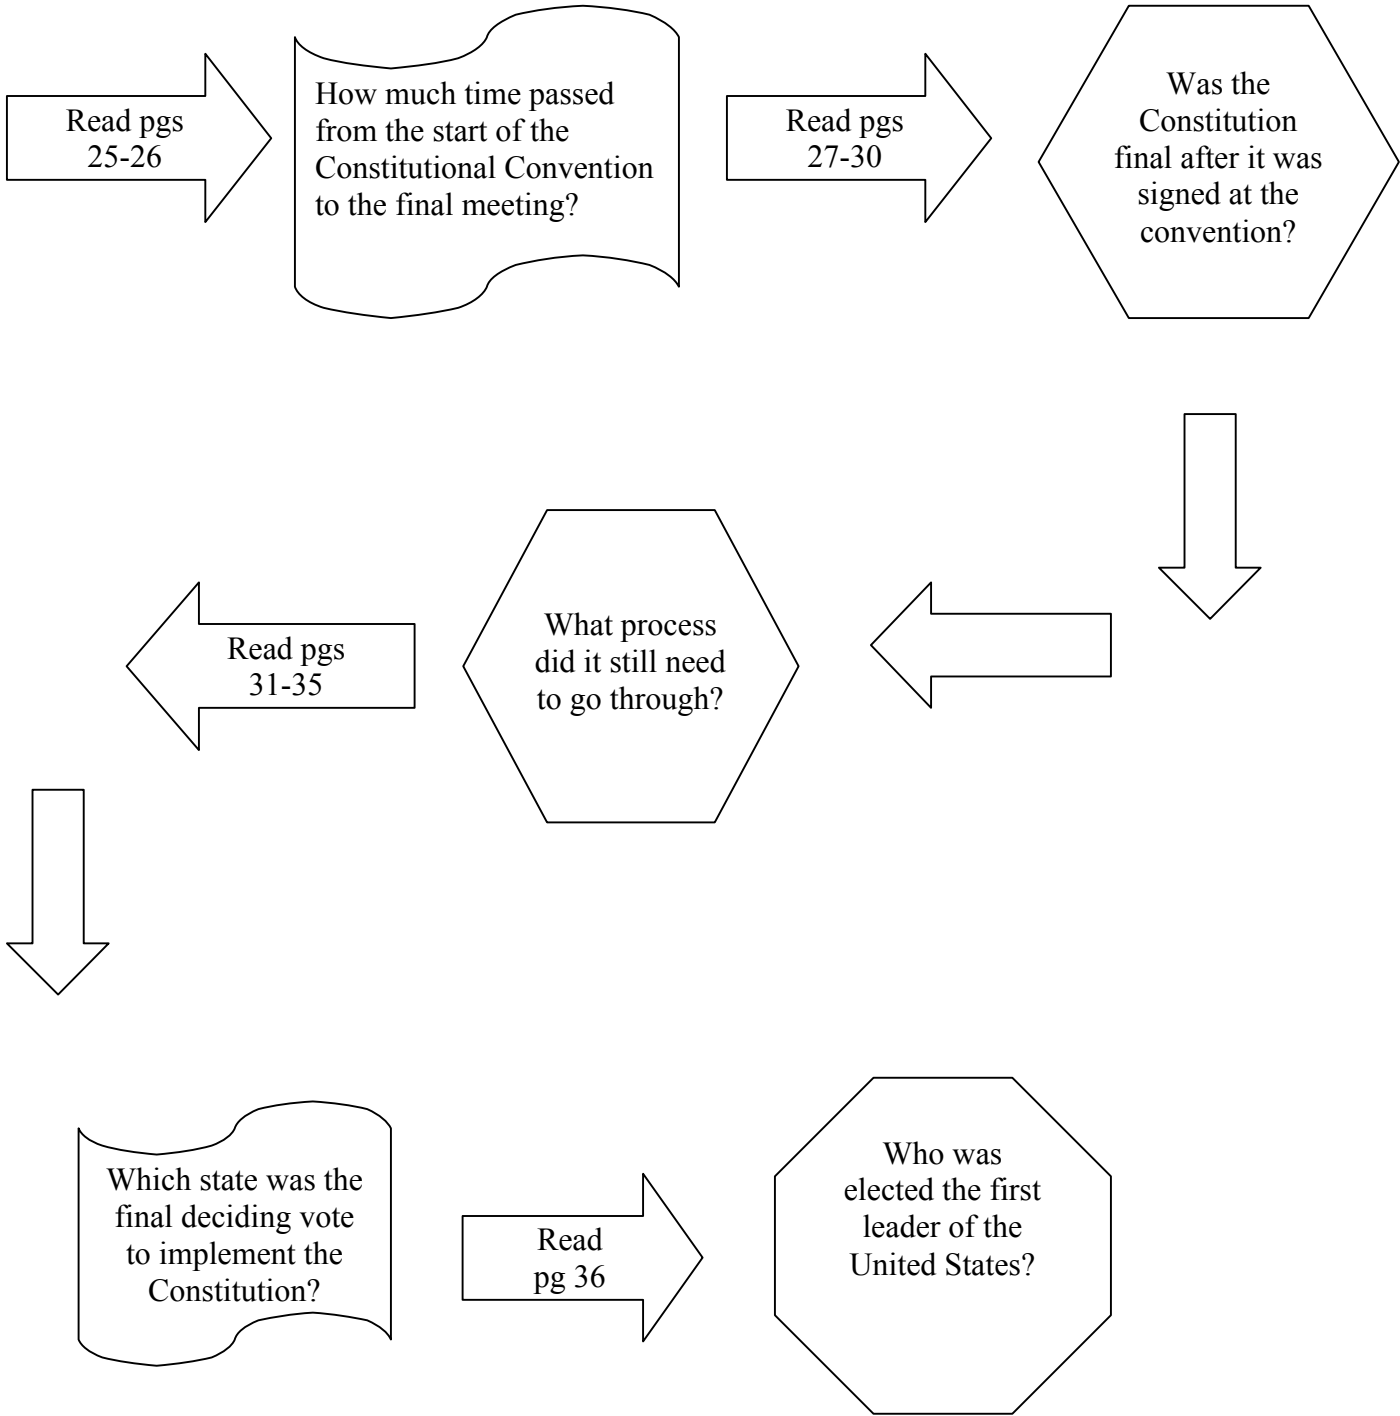 Read pgs
25-26
How much time passed
from the start of the
Constitutional Convention
to the final meeting?
Read pgs
27-30
Was the
Constitution
final after it was
signed at the
convention?
What process
did it still need
to go through?
Read pgs
31-35
Which state was the
final deciding vote
to implement the
Constitution?
Read
pg 36
Who was
elected the first
leader of the
United States?